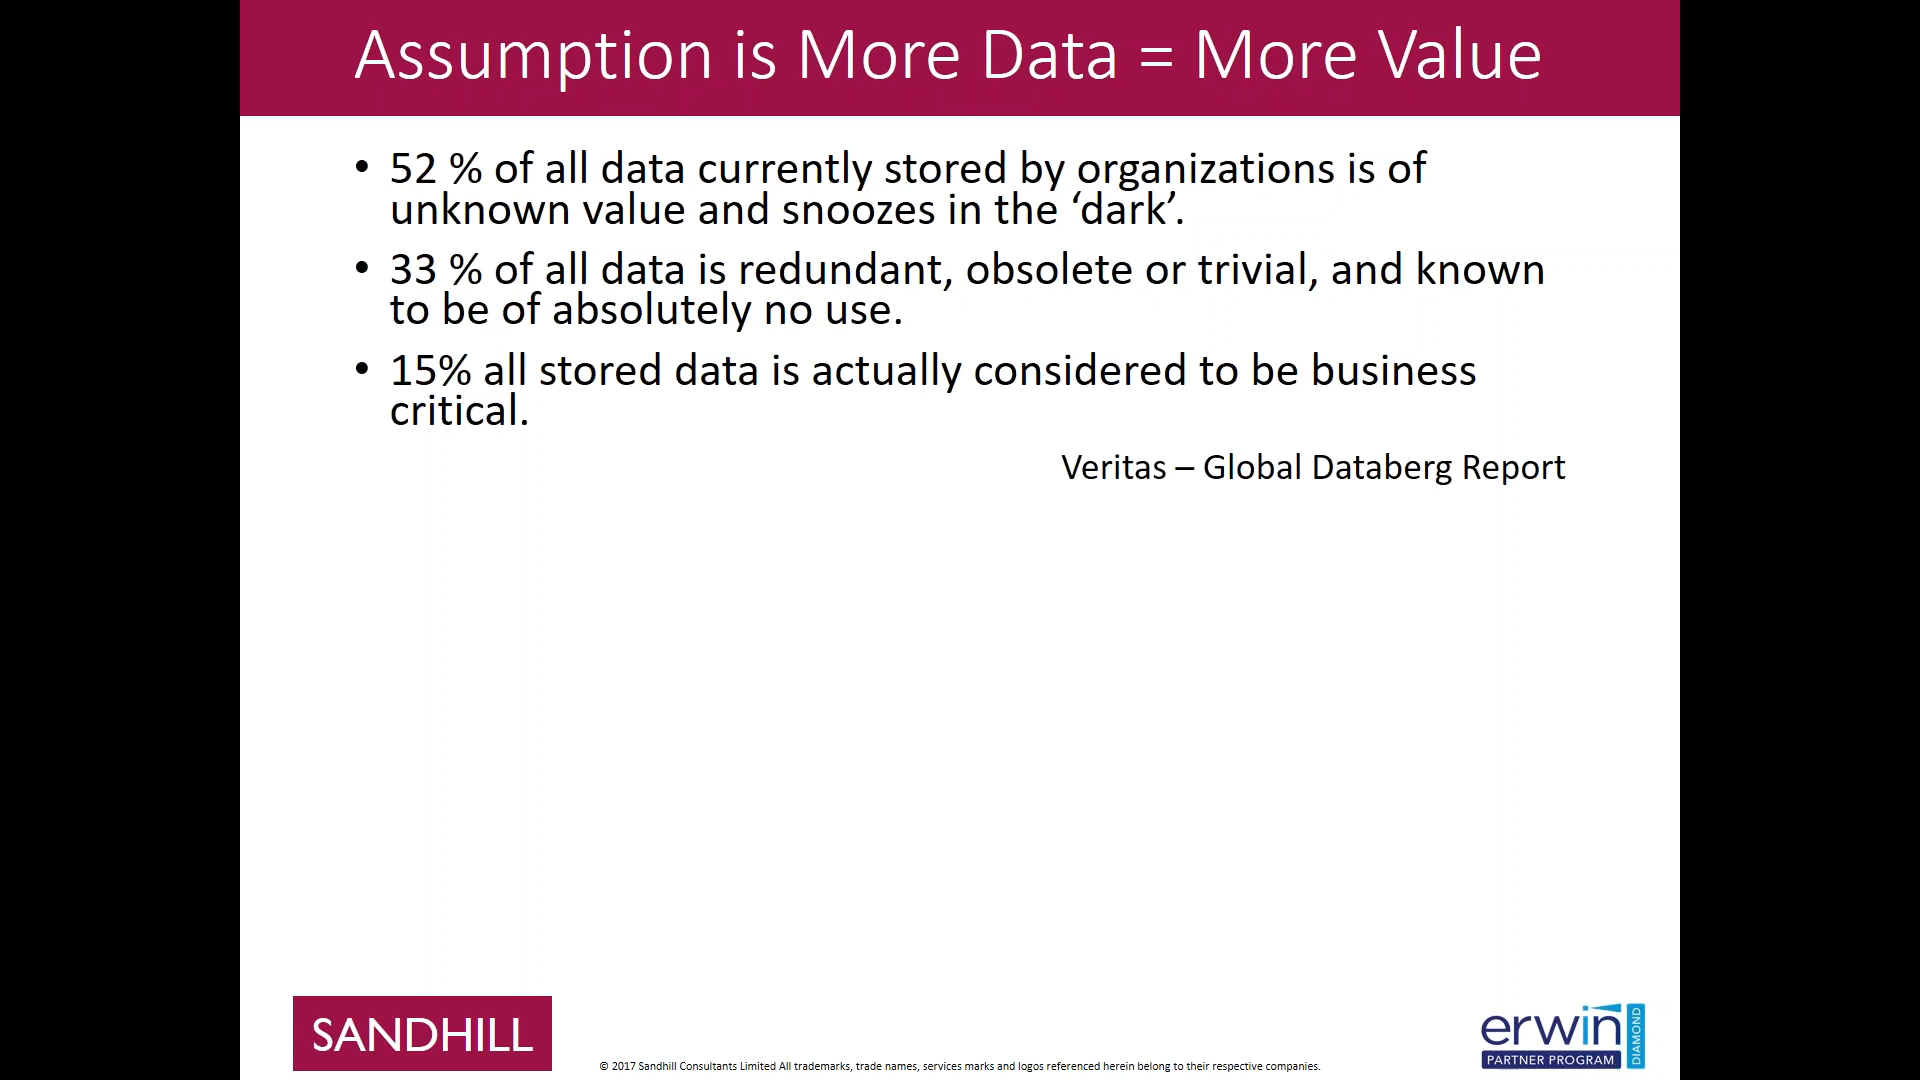 Assumption is More Data = More Value
• 52 % of all data currently stored by organizations is of
unknown value and snoozes in the ‘dark’.
• 33 % of all data is redundant, obsolete or trivial, and known
to be of absolutely no use.
• 15% all stored data is actually considered to be business
critical.
Veritas – Global Databerg Report
SANDHILL
© 2017 Sandhill Consultants Limited All trademarks, trade names, services marks and logos referenced herein belong to their respective companies.
erwin
PARTNER PROGRAM
DIAMOND